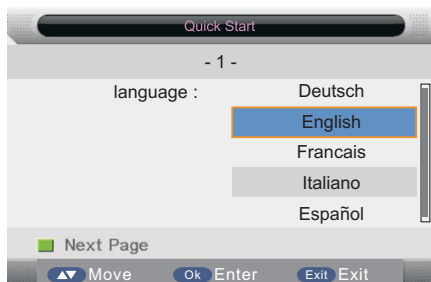 Quick Start
- 1 -
language : Deutsch
English
Francais
Italiano
Español
Next Page
Move Ok Enter Exit Exit